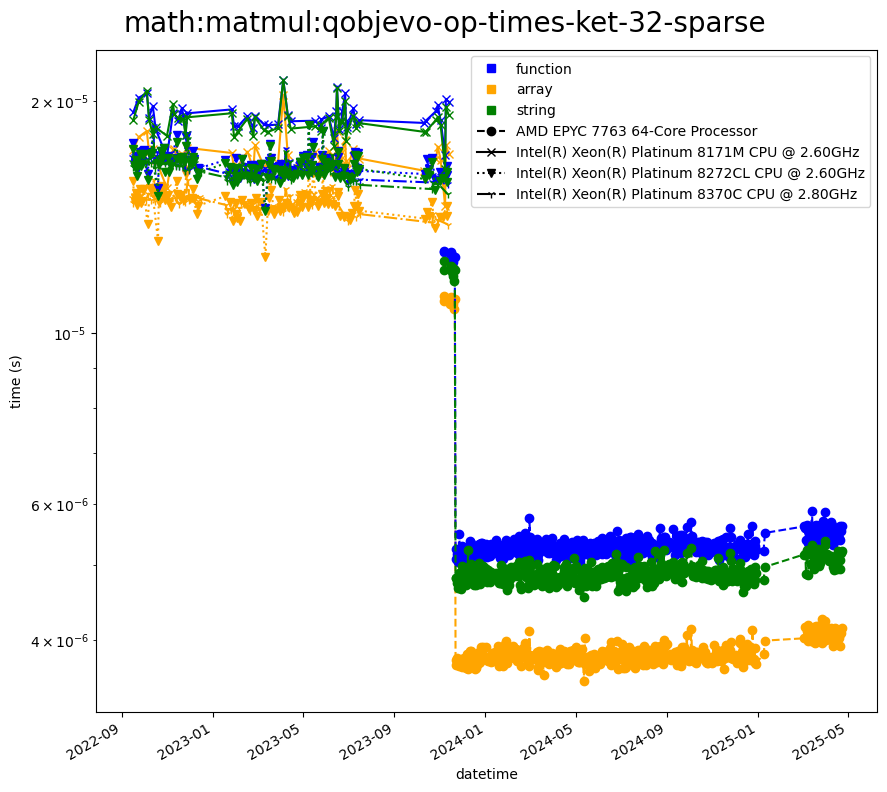 math:matmul:qobjevo-op-times-ket-32-sparse
function
array
string
AMD EPYC 7763 64-Core Processor
Intel(R) Xeon(R) Platinum 8171M CPU @ 2.60GHz
Intel(R) Xeon(R) Platinum 8272CL CPU @ 2.60GHz
Intel(R) Xeon(R) Platinum 8370C CPU @ 2.80GHz
2 × 10⁻⁵
10⁻⁵
6 × 10⁻⁶
4 × 10⁻⁶
time (s)
2022-09
2023-01
2023-05
2023-09
2024-01
2024-05
2024-09
2025-01
2025-05
datetime